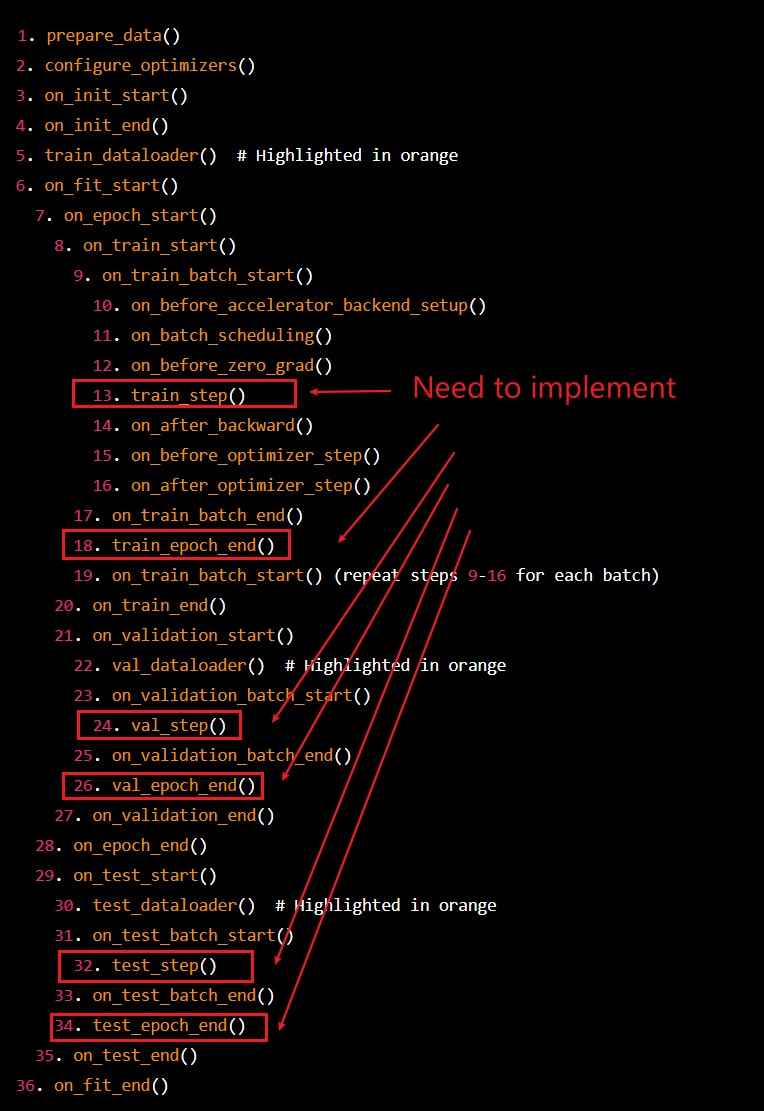 1. prepare_data()
2. configure_optimizers()
3. on_init_start()
4. on_init_end()
5. train_dataloader()  # Highlighted in orange
6. on_fit_start()
7. on_epoch_start()
8. on_train_start()
9. on_train_batch_start()
10. on_before_accelerator_backend_setup()
11. on_batch_scheduling()
12. on_before_zero_grad()
13. train_step()
Need to implement
14. on_after_backward()
15. on_before_optimizer_step()
16. on_after_optimizer_step()
17. on_train_batch_end()
18. train_epoch_end()
19. on_train_batch_start() (repeat steps 9-16 for each batch)
20. on_train_end()
21. on_validation_start()
22. val_dataloader()  # Highlighted in orange
23. on_validation_batch_start()
24. val_step()
25. on_validation_batch_end()
26. val_epoch_end()
27. on_validation_end()
28. on_epoch_end()
29. on_test_start()
30. test_dataloader()  # Highlighted in orange
31. on_test_batch_start()
32. test_step()
33. on_test_batch_end()
34. test_epoch_end()
35. on_test_end()
36. on_fit_end()